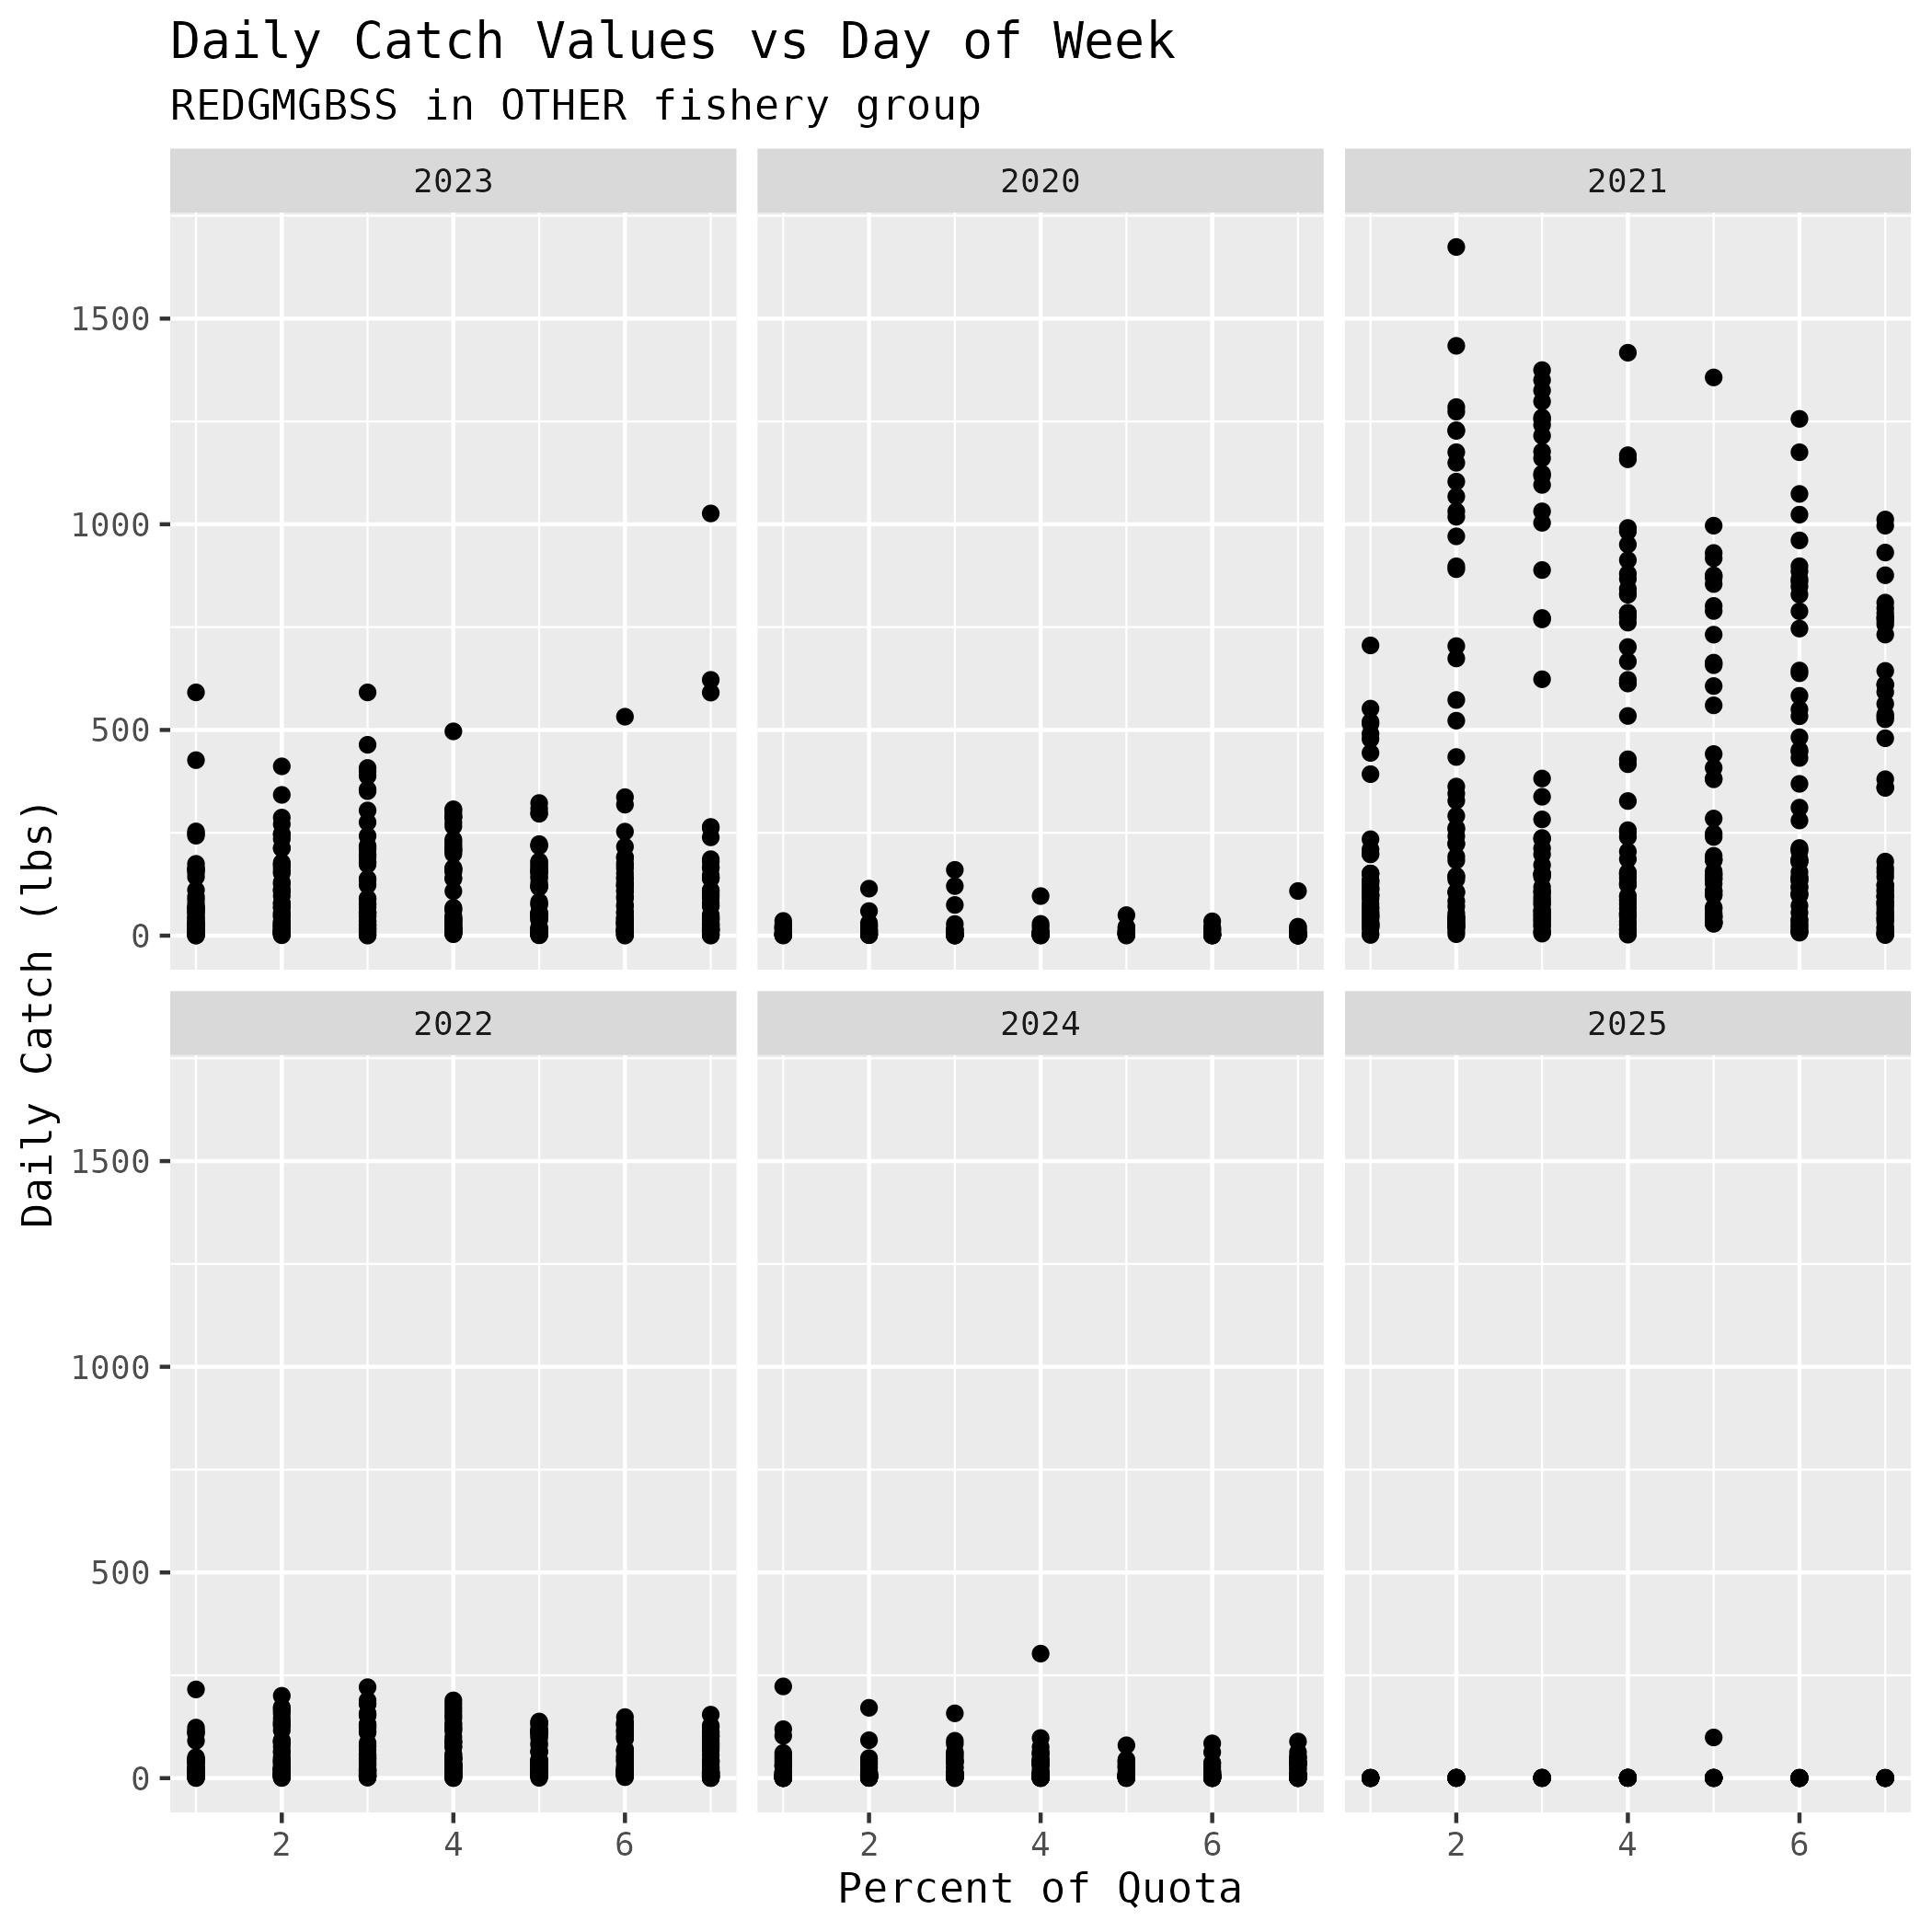 Daily Catch Values vs Day of Week
REDGMGBSS in OTHER fishery group
2023 2020 2021
1500
1000
500
0
Daily Catch (lbs)
2022 2024 2025
1500
1000
500
0
2 4 6 2 4 6 2 4 6
Percent of Quota